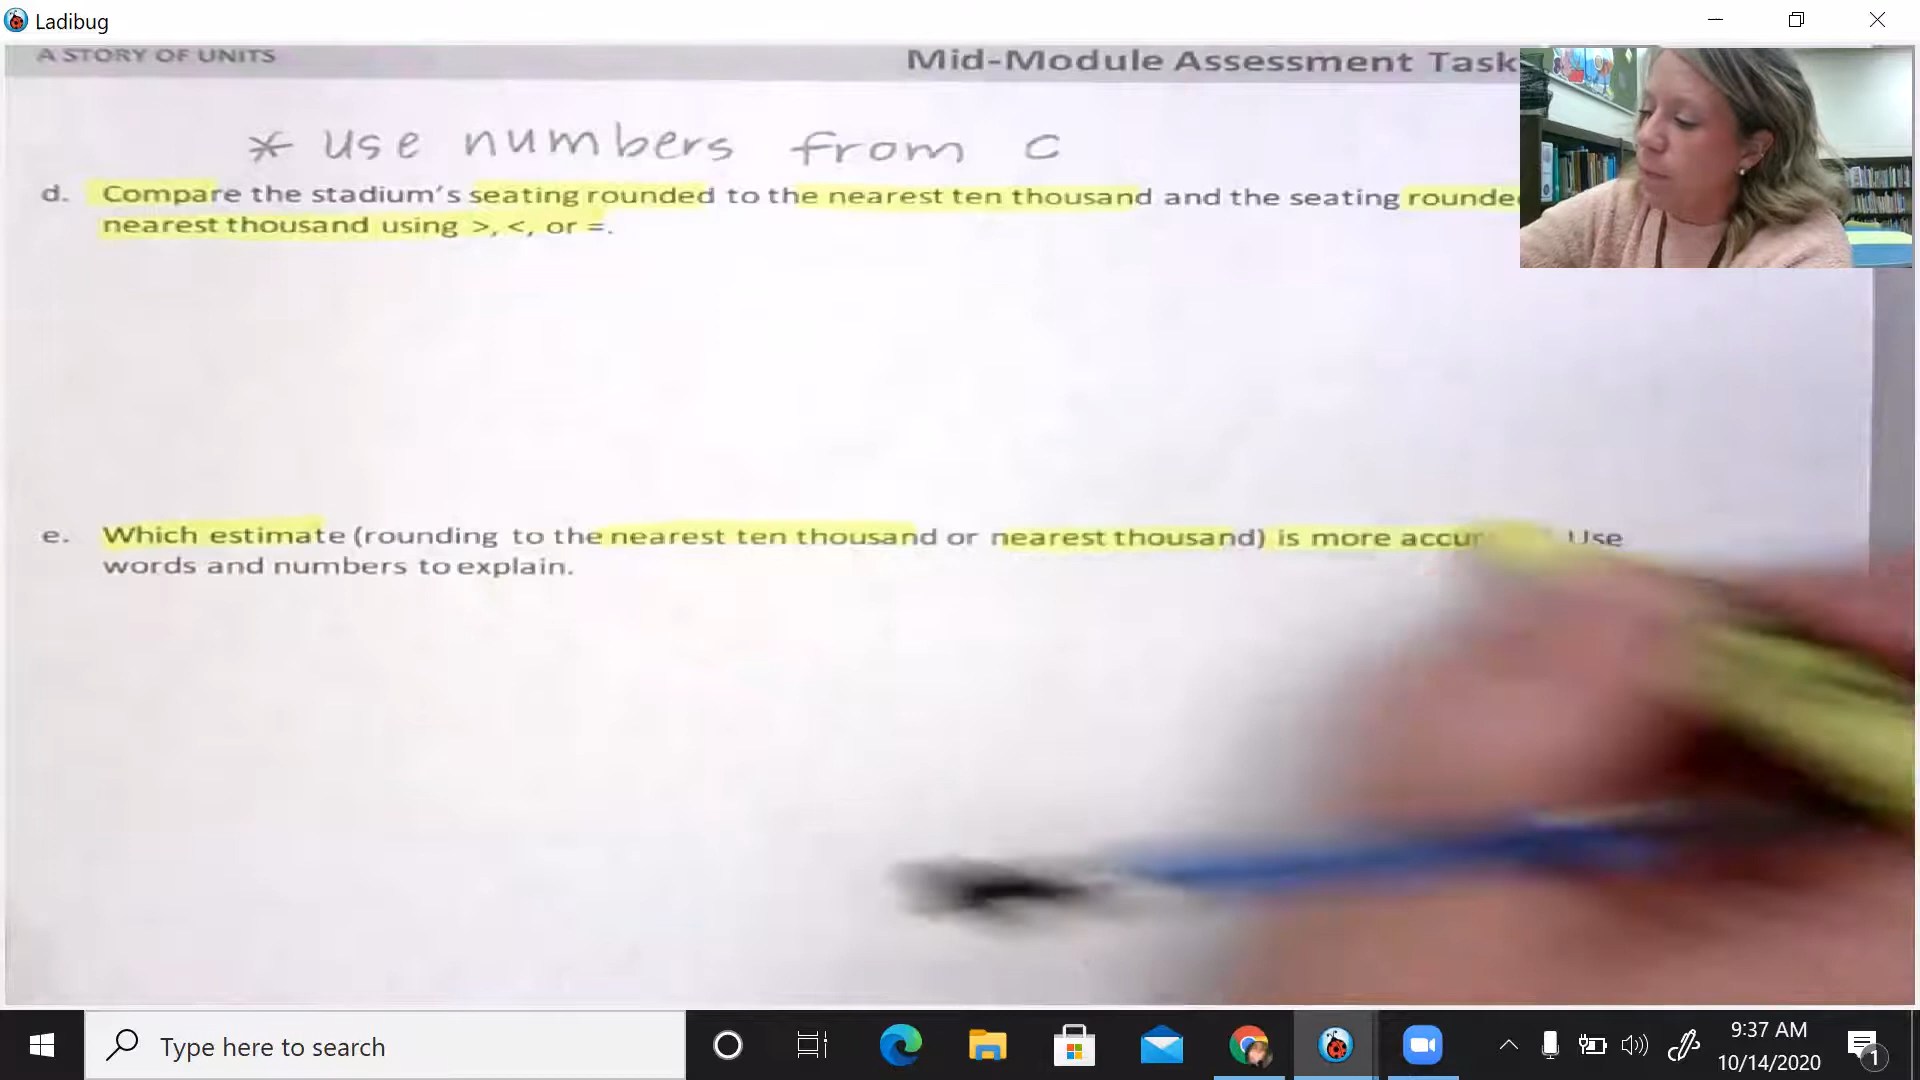 Ladibug
A STORY OF UNITS
Mid-Module Assessment Task
* use numbers from c
d. Compare the stadium's seating rounded to the nearest ten thousand and the seating
nearest thousand using >, <, or =.
e. Which estimate (rounding to the nearest ten thousand or nearest thousand) is more Use
words and numbers to explain.
Type here to search
9:37 AM
10/14/2020
1